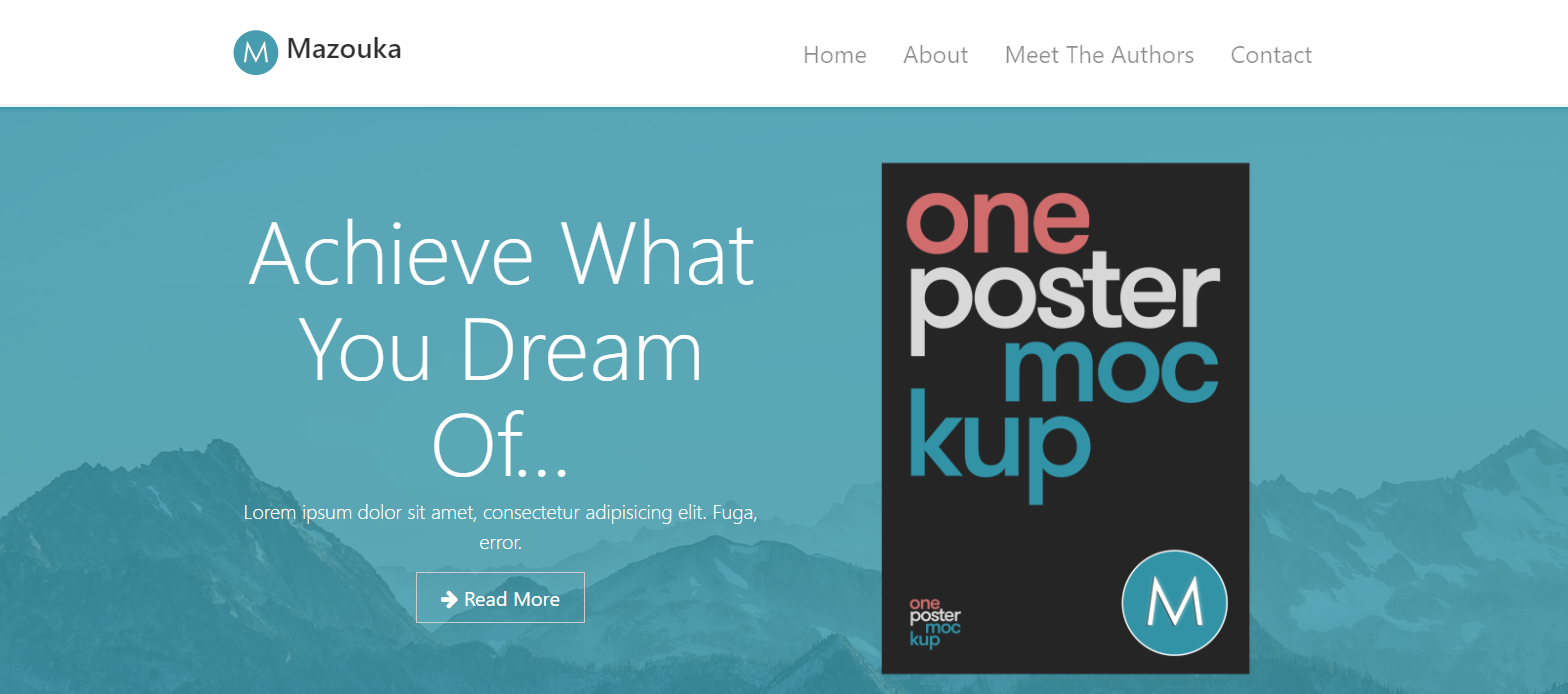 M Mazouka
Home About Meet The Authors Contact
Achieve What
You Dream
Of...
Lorem ipsum dolor sit amet, consectetur adipisicing elit. Fuga,
error.
Read More
one
poster
moc
kup
one
poster
moc
kup
M